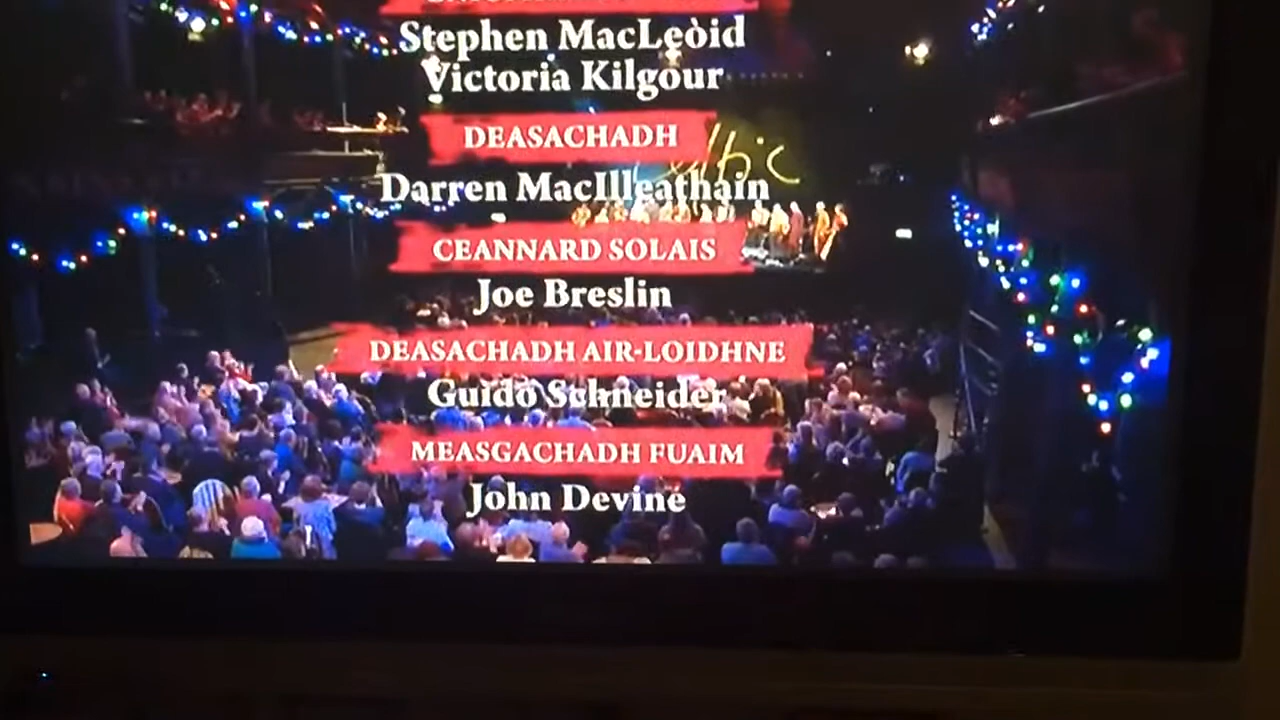 Stephen MacLeòid
Victoria Kilgour
DEASACHADH
Darren MacIlleathain
CEANNARD SOLAIS
Joe Breslin
DEASACHADH AIR-LOIDHNE
Guido Schneider
MEASGACHADH FUAIM
John Devine